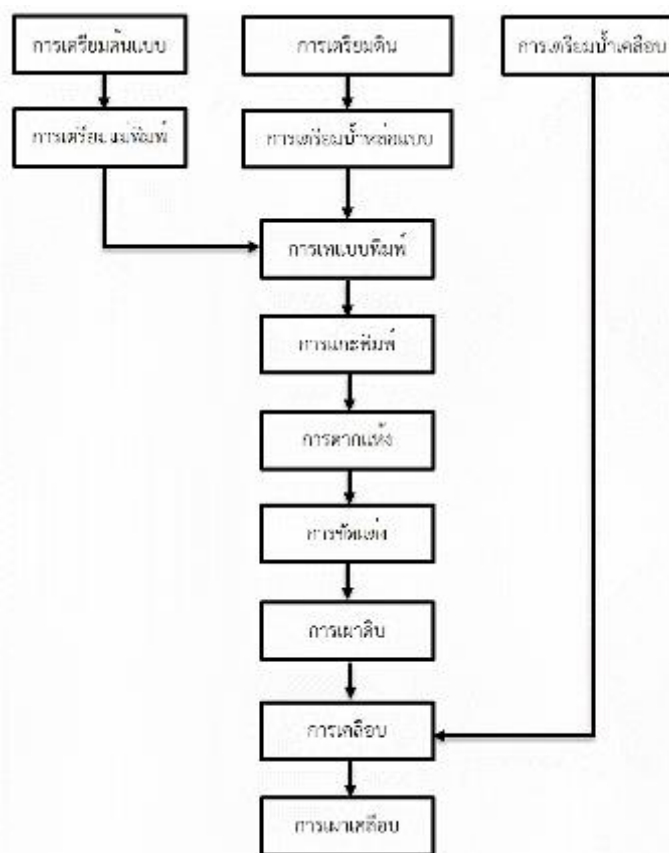 การเตรียมต้นแบบ
การเตรียมดิน
การเตรียมน้ำเคลือบ
การเตรียมแม่พิมพ์
การเตรียมน้ำหล่อแบบ
การเทแบบพิมพ์
การแกะพิมพ์
การตากแห้ง
การขัดแต่ง
การเผาดิบ
การเคลือบ
การเผาเคลือบ